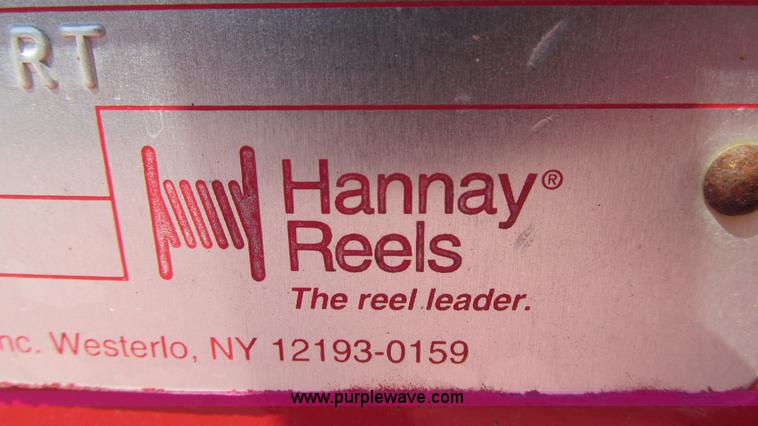 RT
Hannay®
Reels
The reel leader.
nc. Westerlo, NY 12193-0159
www.purplewave.com